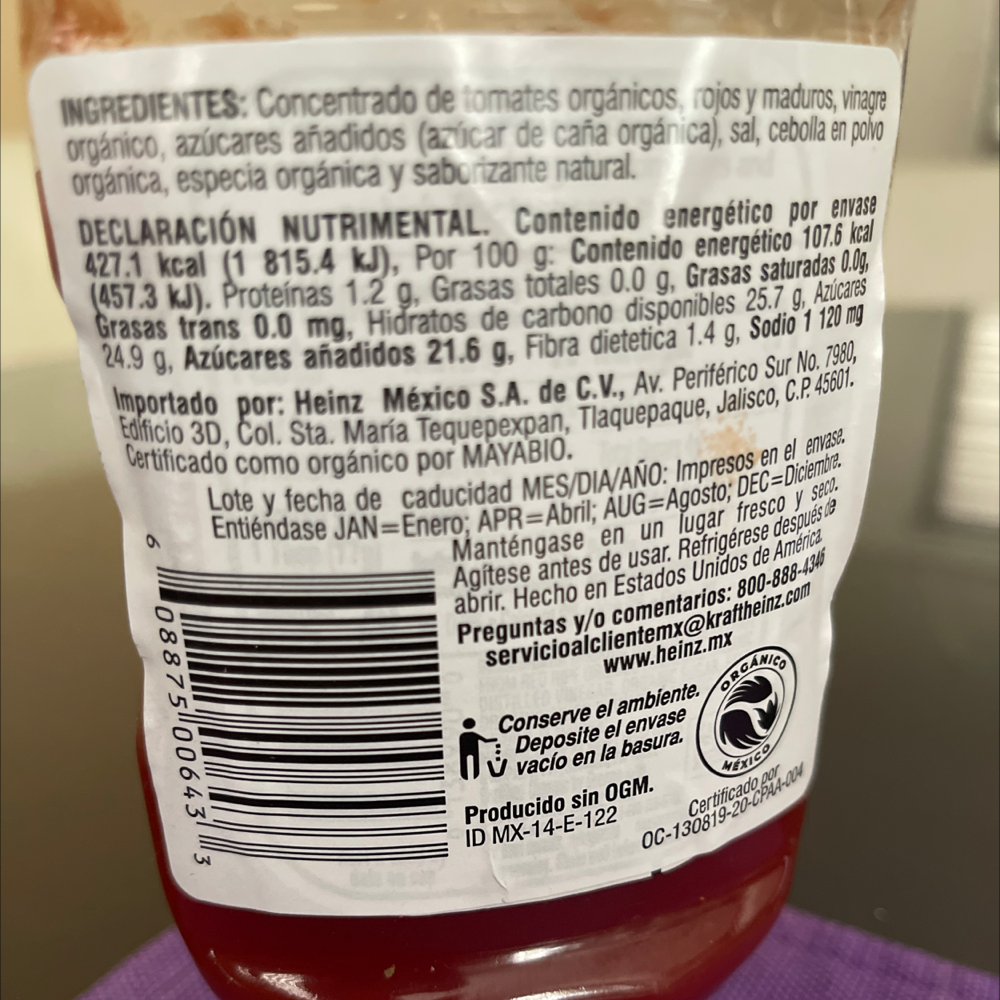 INGREDIENTES: Concentrado de tomates orgánicos, rojos y maduros, vinagre
orgánico, azúcares añadidos (azúcar de caña orgánica), sal, cebolla en polvo
orgánica, especia orgánica y saborizante natural.
DECLARACIÓN NUTRIMENTAL. Contenido energético por envase
427.1 kcal (1 815.4 kJ), Por 100 g: Contenido energético 107.6 kcal
(457.3 kJ). Proteínas 1.2 g, Grasas totales 0.0 g, Grasas saturadas 0.0g,
Grasas trans 0.0 mg, Hidratos de carbono disponibles 25.7 g, Azúcares
24.9 g, Azúcares añadidos 21.6 g, Fibra dietetica 1.4 g, Sodio 1 120 mg
Importado por: Heinz México S.A. de C.V., Av. Periférico Sur No. 7980,
Edificio 3D, Col. Sta. María Tequepexpan, Tlaquepaque, Jalisco, C.P. 45601.
Certificado como orgánico por MAYABIO.
Lote y fecha de caducidad MES/DIA/AÑO: Impresos en el envase.
Entiéndase JAN=Enero; APR=Abril; AUG=Agosto; DEC=Diciembre.
Manténgase en un lugar fresco y seco.
Agítese antes de usar. Refrigérese después de
abrir. Hecho en Estados Unidos de América.
Preguntas y/o comentarios: 800-888-4346
servicioalclientemx@kraftheinz.com
www.heinz.mx
6 08875 00643 3
Conserve el ambiente.
Deposite el envase
vacío en la basura.
ORGÁNICO
MÉXICO
Producido sin OGM.
ID MX-14-E-122
Certificado por
OC-130819-20-CPAA-004